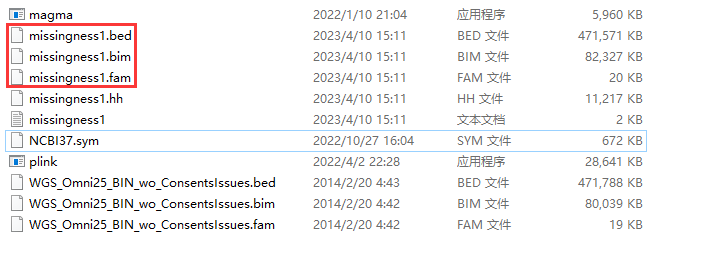 magma 2022/1/10 21:04 应用程序 5,960 KB
missingness1.bed 2023/4/10 15:11 BED 文件 471,571 KB
missingness1.bim 2023/4/10 15:11 BIM 文件 82,327 KB
missingness1.fam 2023/4/10 15:11 FAM 文件 20 KB
missingness1.hh 2023/4/10 15:11 HH 文件 11,217 KB
missingness1 2023/4/10 15:11 文本文档 2 KB
NCBI37.sym 2022/10/27 16:04 SYM 文件 672 KB
plink 2022/4/2 22:28 应用程序 28,641 KB
WGS_Omni25_BIN_wo_ConsentsIssues.bed 2014/2/20 4:43 BED 文件 471,788 KB
WGS_Omni25_BIN_wo_ConsentsIssues.bim 2014/2/20 4:42 BIM 文件 80,039 KB
WGS_Omni25_BIN_wo_ConsentsIssues.fam 2014/2/20 4:42 FAM 文件 19 KB